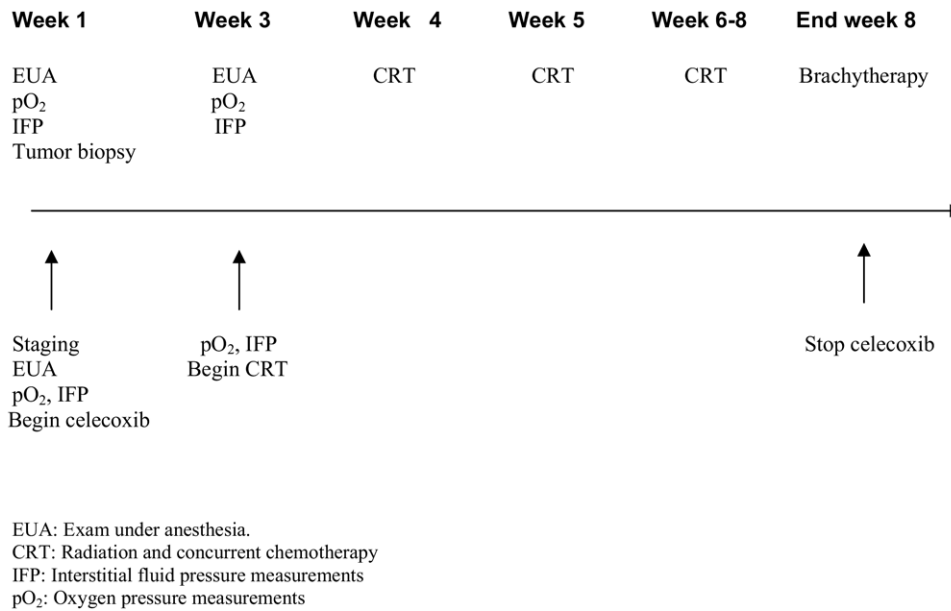 Week 1 Week 3 Week 4 Week 5 Week 6-8 End week 8
EUA EUA CRT CRT CRT Brachytherapy
pO₂ pO₂
IFP IFP
Tumor biopsy
Staging pO₂, IFP Stop celecoxib
EUA Begin CRT
pO₂, IFP
Begin celecoxib
EUA: Exam under anesthesia.
CRT: Radiation and concurrent chemotherapy
IFP: Interstitial fluid pressure measurements
pO₂: Oxygen pressure measurements